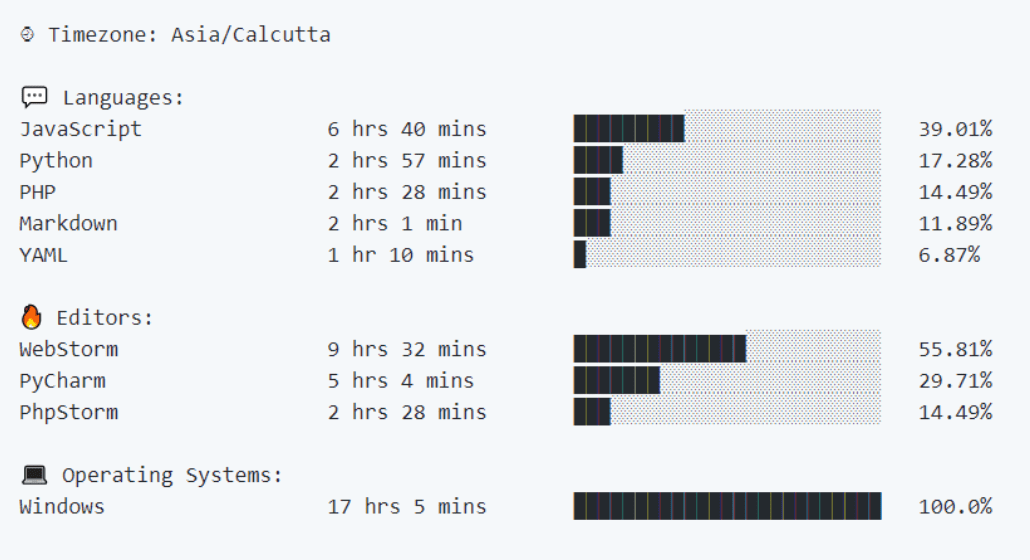 ⌚︎ Timezone: Asia/Calcutta
💬 Languages:
JavaScript 6 hrs 40 mins █████████░░░░░░░░░░░░░░░░ 39.01%
Python 2 hrs 57 mins ████░░░░░░░░░░░░░░░░░░░░░ 17.28%
PHP 2 hrs 28 mins ███░░░░░░░░░░░░░░░░░░░░░░ 14.49%
Markdown 2 hrs 1 min ███░░░░░░░░░░░░░░░░░░░░░░ 11.89%
YAML 1 hr 10 mins █░░░░░░░░░░░░░░░░░░░░░░░░ 6.87%
🔥 Editors:
WebStorm 9 hrs 32 mins ██████████████░░░░░░░░░░░ 55.81%
PyCharm 5 hrs 4 mins ███████░░░░░░░░░░░░░░░░░░ 29.71%
PhpStorm 2 hrs 28 mins ███░░░░░░░░░░░░░░░░░░░░░░ 14.49%
💻 Operating Systems:
Windows 17 hrs 5 mins █████████████████████████ 100.0%